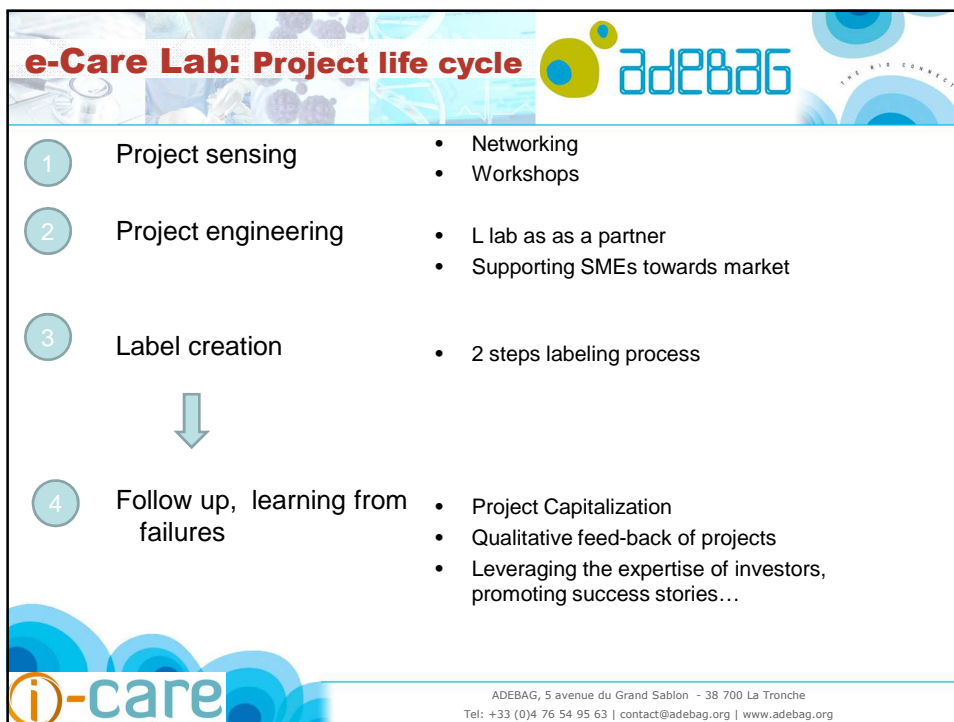 e-Care Lab: Project life cycle
adebag
THE BIO CONNECT
1
Project sensing
• Networking
• Workshops
2
Project engineering
• L lab as as a partner
• Supporting SMEs towards market
3
Label creation
• 2 steps labeling process
4
Follow up, learning from
failures
• Project Capitalization
• Qualitative feed-back of projects
• Leveraging the expertise of investors,
promoting success stories…
i-care
ADEBAG, 5 avenue du Grand Sablon - 38 700 La Tronche
Tel: +33 (0)4 76 54 95 63 | contact@adebag.org | www.adebag.org